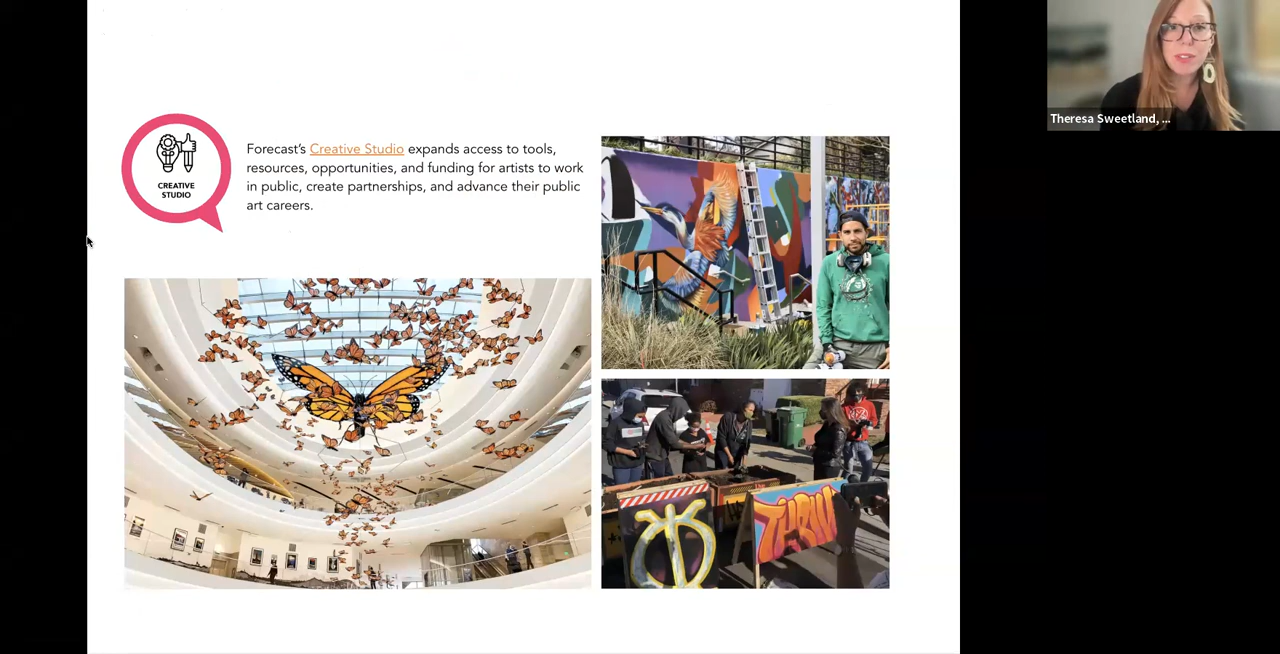 Forecast's Creative Studio expands access to tools,
resources, opportunities, and funding for artists to work
in public, create partnerships, and advance their public
art careers.
CREATIVE
STUDIO
Theresa Sweetland, ...